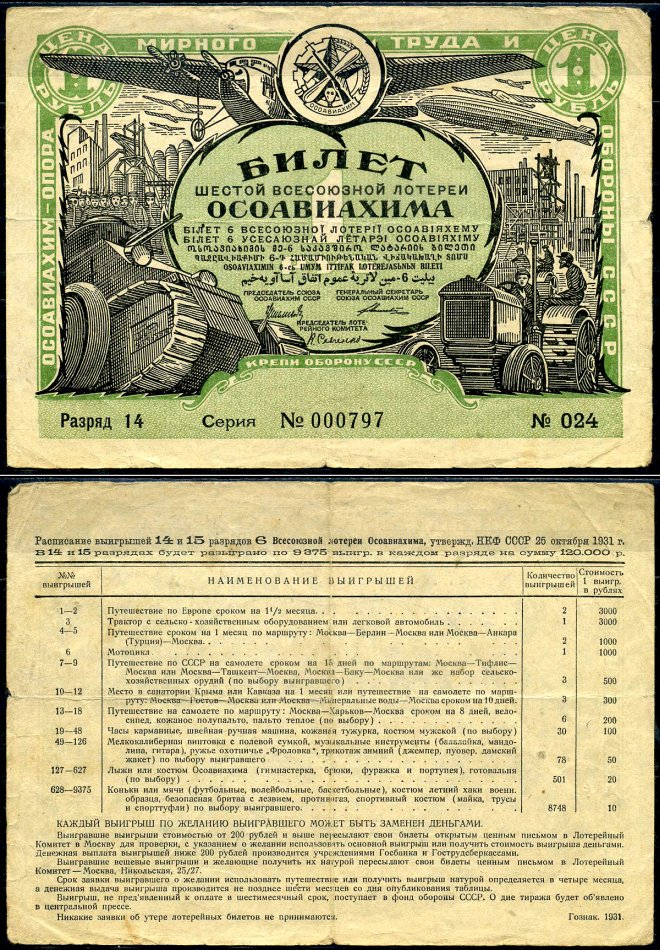 ЦЕНА 1 РУБЛЬ
МИРНОГО ТРУДА И
ЦЕНА 1 РУБЛЬ
ОСОАВИАХИМ
ОСОАВИАХИМ – ОПОРА
ОБОРОНЫ СССР
1
БИЛЕТ
ШЕСТОЙ ВСЕСОЮЗНОЙ ЛОТЕРЕИ
ОСОАВИАХИМА
БІЛЕТ 6 ВСЕСОЮЗНОЇ ЛОТЕРІЇ ОСОАВІЯХЕМУ
БІЛЕТ 6 УСЕСАЮЗНАЙ ЛЁТАРЭІ ОСОАВІЯХІМУ
OSOAVIAXIMIN 6-cь UMYM ITTIFAK LOTEREJASЬNЬN BILETI
ПРЕДСЕДАТЕЛЬ СОЮЗА
ОСОАВИАХИМ СССР
ГЕНЕРАЛЬНЫЙ СЕКРЕТАРЬ
СОЮЗА ОСОАВИАХИМ СССР
ПРЕДСЕДАТЕЛЬ ЛОТЕ
РЕЙНОГО КОМИТЕТА
КРЕПИ ОБОРОНУ СССР
Разряд 14 Серия № 000797 № 024
Расписание выигрышей 14 и 15 разрядов 6 Всесоюзной лотереи Осоавиахима, утвержд. НКФ СССР 25 октября 1931 г.
В 14 и 15 разрядах будет разыграно по 9375 выигр. в каждом разряде на сумму 120.000 р.
№№ выигрышей НАИМЕНОВАНИЕ ВЫИГРЫШЕЙ Количество выигрышей Стоимость 1 выигр. в рублях
1—2 Путешествие по Европе сроком на 1½ месяца. 2 3000
3 Трактор с сельско-хозяйственным оборудованием или легковой автомобиль. 1 3000
4—5 Путешествие сроком на 1 месяц по маршруту: Москва—Берлин—Москва или Москва—Анкара
(Турция)—Москва. 2 1000
6 Мотоцикл 1 1000
7—9 Путешествие по СССР на самолете сроком на 15 дней по маршрутам: Москва—Тифлис—
Москва или Москва—Ташкент—Москва, Москва—Баку—Москва или же набор сельско-
хозяйственных орудий (по выбору выигравшего) 3 500
10—12 Место в санатории Крыма или Кавказа на 1 месяц или путешествие на самолете по марш-
руту: Москва—Ростов—Москва или Москва—Минеральные воды—Москва сроком на 10 дней. 3 300
13—18 Путешествие на самолете по маршруту: Москва—Харьков—Москва сроком на 8 дней, вело-
сипед, кожаное полупальто, пальто теплое (по выбору) 6 200
19—48 Часы карманные, швейная ручная машина, кожаная тужурка, костюм мужской (по выбору) 30 100
49—126 Мелкокалиберная винтовка с полевой сумкой, музыкальные инструменты (балалайка, мандо-
лина, гитара), ружье охотничье „Фроловка“, трикотаж зимний (джемпер, пуловер, дамский
жакет) по выбору выигравшего 78 50
127—627 Лыжи или костюм Осоавиахима (гимнастерка, брюки, фуражка и портупея), готовальня
(по выбору) 501 20
628—9375 Коньки или мячи (футбольные, волейбольные, баскетбольные), костюм летний хаки военн.
образца, безопасная бритва с лезвием, противогаз, спортивный костюм (майка, трусы
и спорттуфли) по выбору выигравшего. 8748 10
КАЖДЫЙ ВЫИГРЫШ ПО ЖЕЛАНИЮ ВЫИГРАВШЕГО МОЖЕТ БЫТЬ ЗАМЕНЕН ДЕНЬГАМИ.
Выигравшие выигрыши стоимостью от 200 рублей и выше пересылают свои билеты открытым ценным письмом в Лотерейный
Комитет в Москву для проверки, с указанием о желании использовать основной выигрыш или получить стоимость выигрыша деньгами.
Денежная выплата выигрышей ниже 200 рублей производится учреждениями Госбанка и Гострудсберкассами.
Выигравшие вещевые выигрыши и желающие получить их натурой пересылают свои билеты ценным письмом в Лотерейный
Комитет—Москва, Никольская, 25/27.
Срок заявки выигравшего о желании использовать путешествие или получить выигрыш натурой определяется в четыре месяца,
а денежная выдача выигрыша производится не позднее шести месяцев со дня опубликования таблицы.
Выигрыш, не пред'явленный к оплате в шестимесячный срок, поступает в фонд обороны СССР. О дне тиража будет об'явлено
в центральной прессе.
Никакие заявки об утере лотерейных билетов не принимаются. Гознак. 1931.